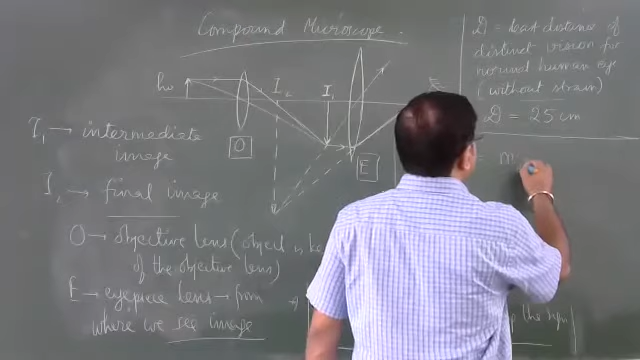 Compound Microscope
D = least distance of
distinct vision for
normal human eye
(without strain)
D = 25 cm
= m
h₀
I₂
I₁
O
E
I₁ → intermediate
image
I₂ → final image
O → objective lens (object is
of the objective lens)
E → eyepiece lens → from
where we see image
the